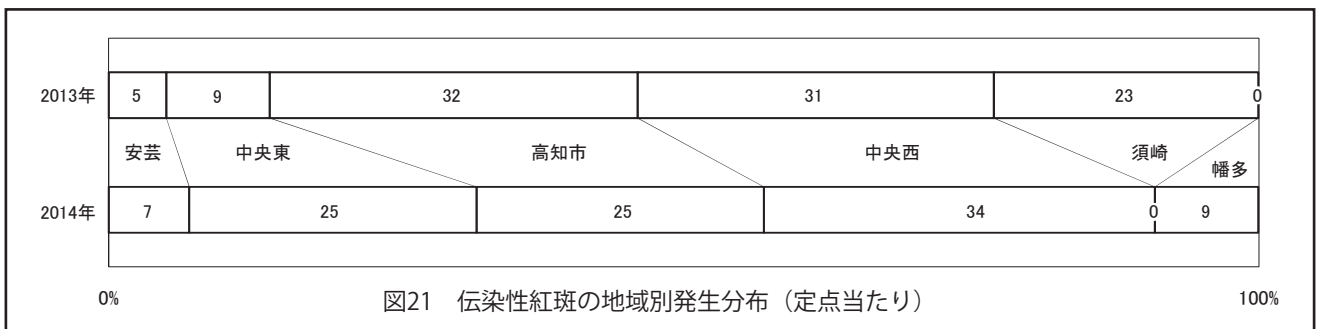 2013年 5 9 32 31 23 0
安芸 中央東 高知市 中央西 須崎 幡多
2014年 7 25 25 34 0 9
0% 100%
図21 伝染性紅斑の地域別発生分布（定点当たり）